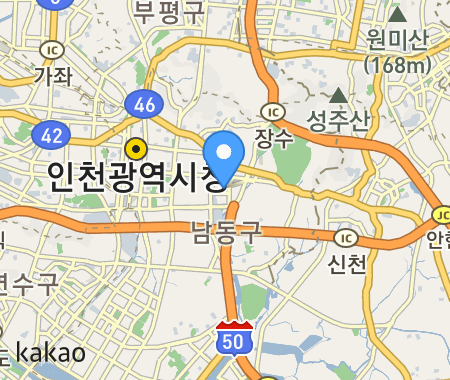 부평구
원미산
(168m)
IC
가좌
46
IC
장수
성주산
42
인천광역시청
JC
남동구
IC
안현
신천
연수구
50
kakao